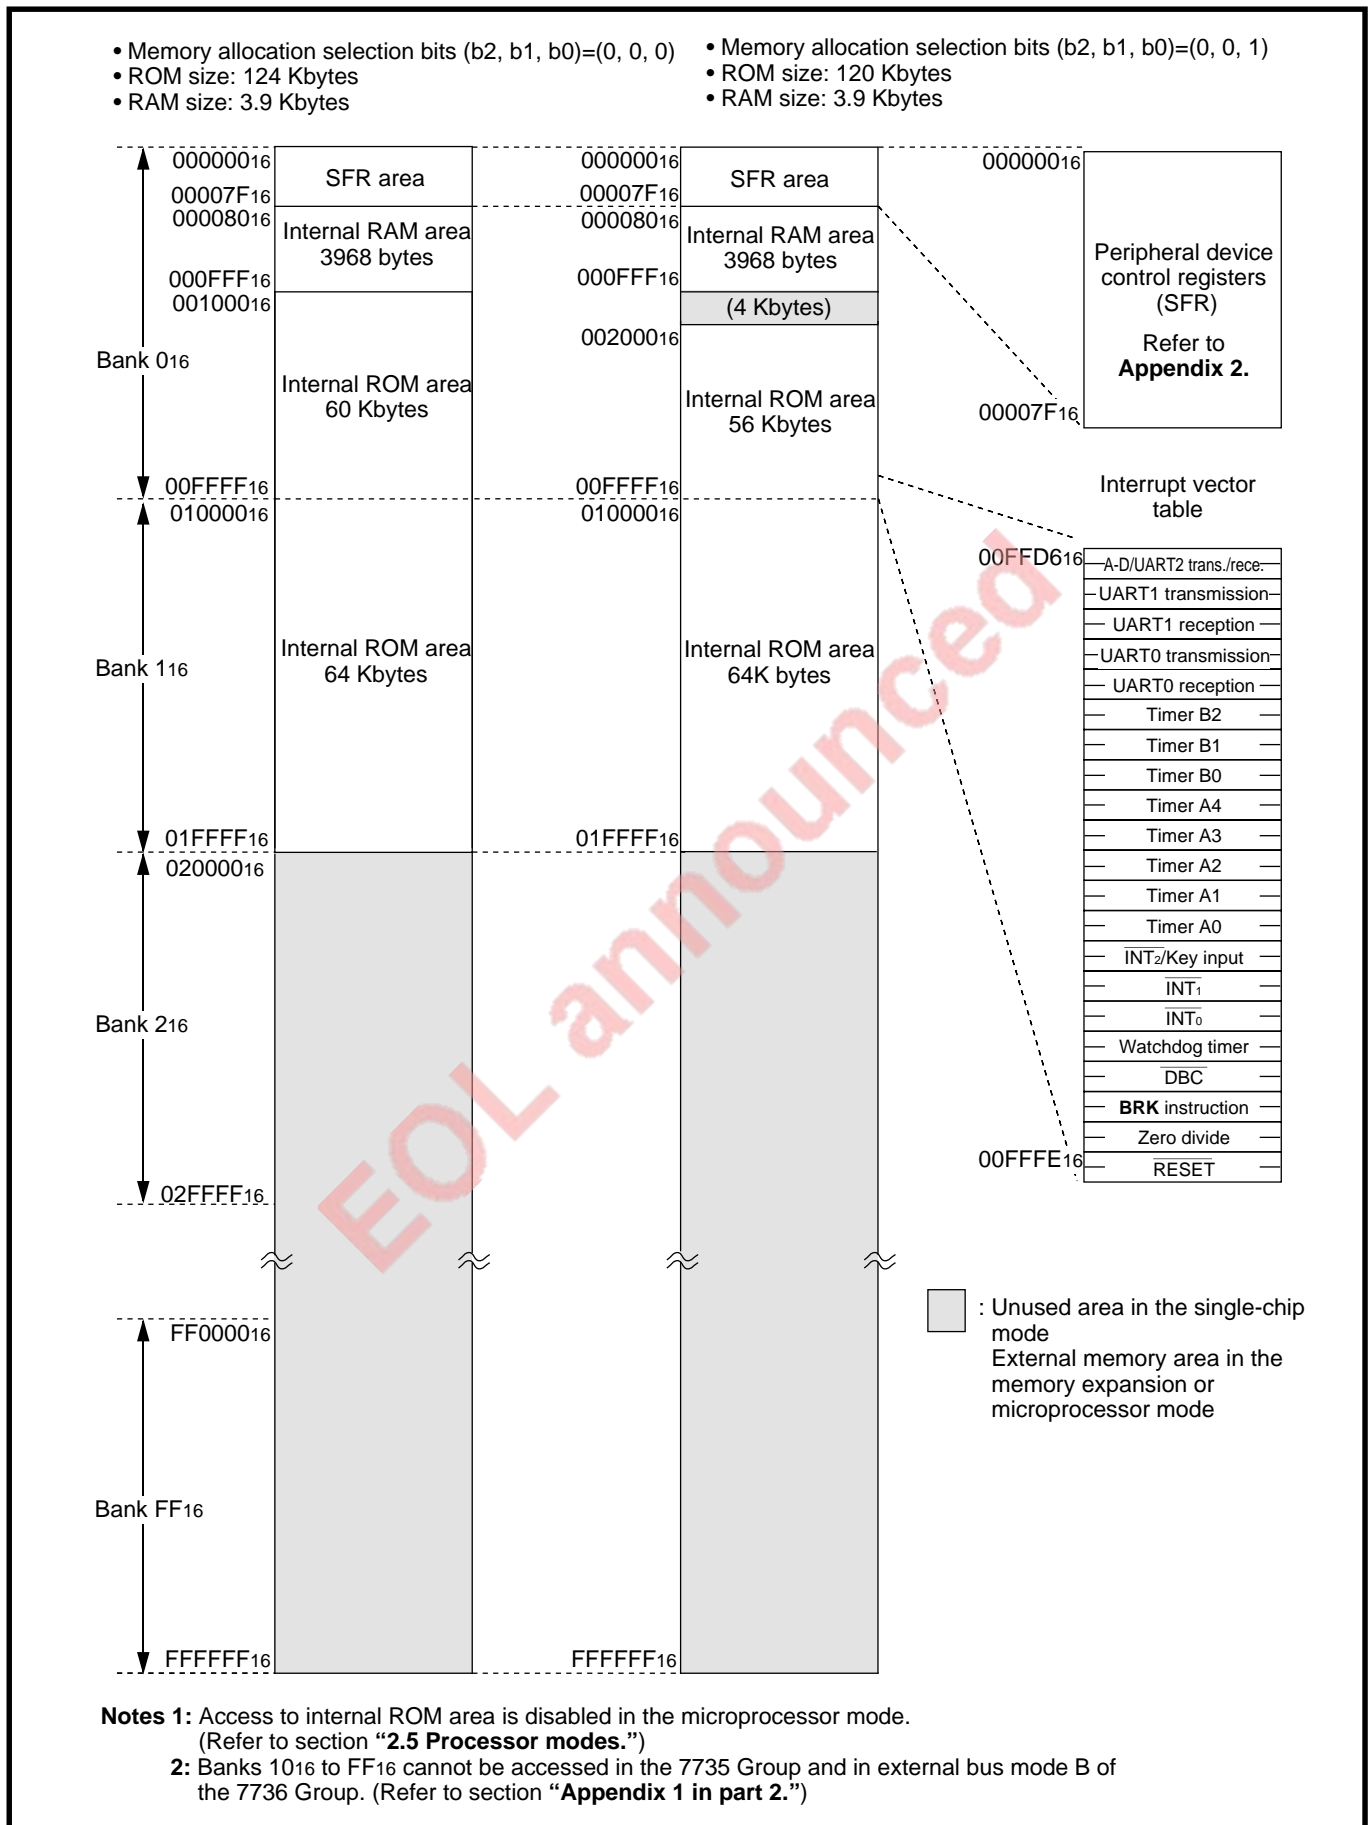 • Memory allocation selection bits (b2, b1, b0)=(0, 0, 0)
• ROM size: 124 Kbytes
• RAM size: 3.9 Kbytes
• Memory allocation selection bits (b2, b1, b0)=(0, 0, 1)
• ROM size: 120 Kbytes
• RAM size: 3.9 Kbytes
Bank 016
Bank 116
Bank 216
Bank FF16
00000016
00007F16
00008016
000FFF16
00100016
00FFFF16
01000016
01FFFF16
02000016
02FFFF16
FF000016
FFFFFF16
SFR area
Internal RAM area
3968 bytes
Internal ROM area
60 Kbytes
Internal ROM area
64 Kbytes
00000016
00007F16
00008016
000FFF16
00200016
00FFFF16
01000016
01FFFF16
FFFFFF16
SFR area
Internal RAM area
3968 bytes
(4 Kbytes)
Internal ROM area
56 Kbytes
Internal ROM area
64K bytes
00000016
00007F16
Peripheral device
control registers
(SFR)
Refer to
Appendix 2.
Interrupt vector
table
00FFD616
A-D/UART2 trans./rece.
UART1 transmission
UART1 reception
UART0 transmission
UART0 reception
Timer B2
Timer B1
Timer B0
Timer A4
Timer A3
Timer A2
Timer A1
Timer A0
INT2/Key input
INT1
INT0
Watchdog timer
DBC
BRK instruction
Zero divide
00FFFE16
RESET
: Unused area in the single-chip
mode
External memory area in the
memory expansion or
microprocessor mode
EOL announced
Notes 1: Access to internal ROM area is disabled in the microprocessor mode.
(Refer to section “2.5 Processor modes.”)
2: Banks 1016 to FF16 cannot be accessed in the 7735 Group and in external bus mode B of
the 7736 Group. (Refer to section “Appendix 1 in part 2.”)